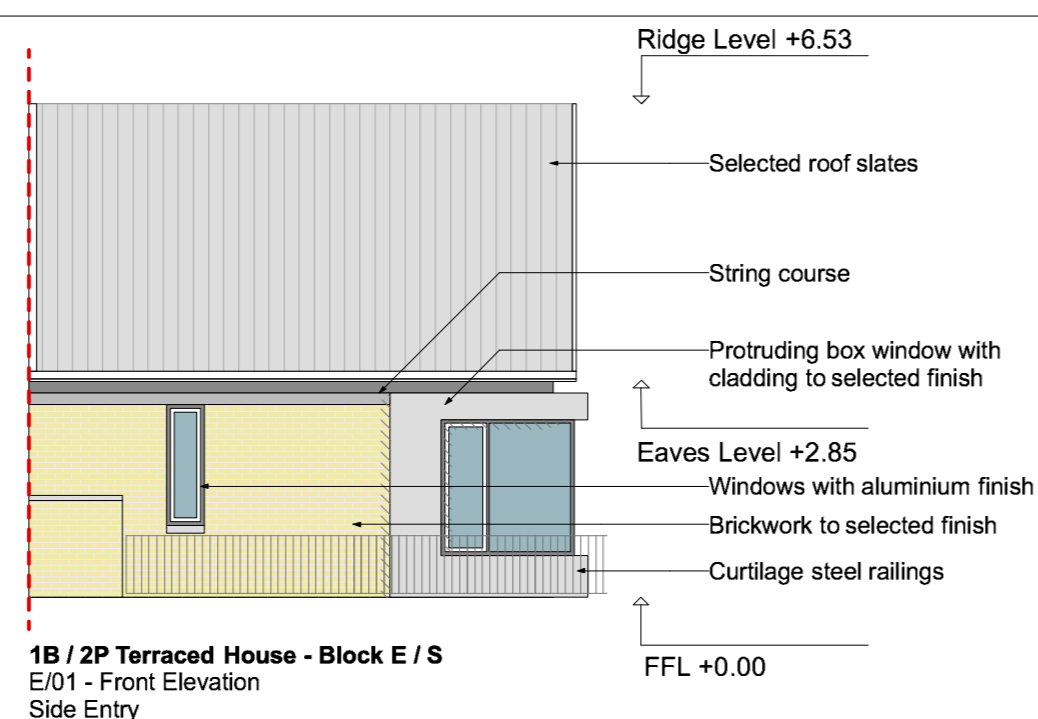 Ridge Level +6.53
Selected roof slates
String course
Protruding box window with
cladding to selected finish
Eaves Level +2.85
Windows with aluminium finish
Brickwork to selected finish
Curtilage steel railings
FFL +0.00
1B / 2P Terraced House - Block E / S
E/01 - Front Elevation
Side Entry